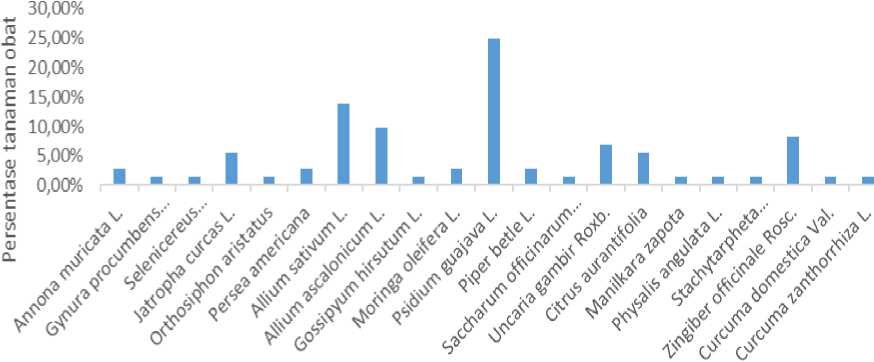 Persentase tanaman obat
30,00%
25,00%
20,00%
15,00%
10,00%
5,00%
0,00%
Annona muricata L.
Gynura procumbens...
Selenicereus...
Jatropha curcas L.
Orthosiphon aristatus
Persea americana
Allium sativum L.
Allium ascalonicum L.
Gossipyum hirsutum L.
Moringa oleifera L.
Psidium guajava L.
Piper betle L.
Saccharum officinarum...
Uncaria gambir Roxb.
Citrus aurantifolia
Manilkara zapota
Physalis angulata L.
Stachytarpheta...
Zingiber officinale Rosc.
Curcuma domestica Val.
Curcuma zanthorrhiza L.